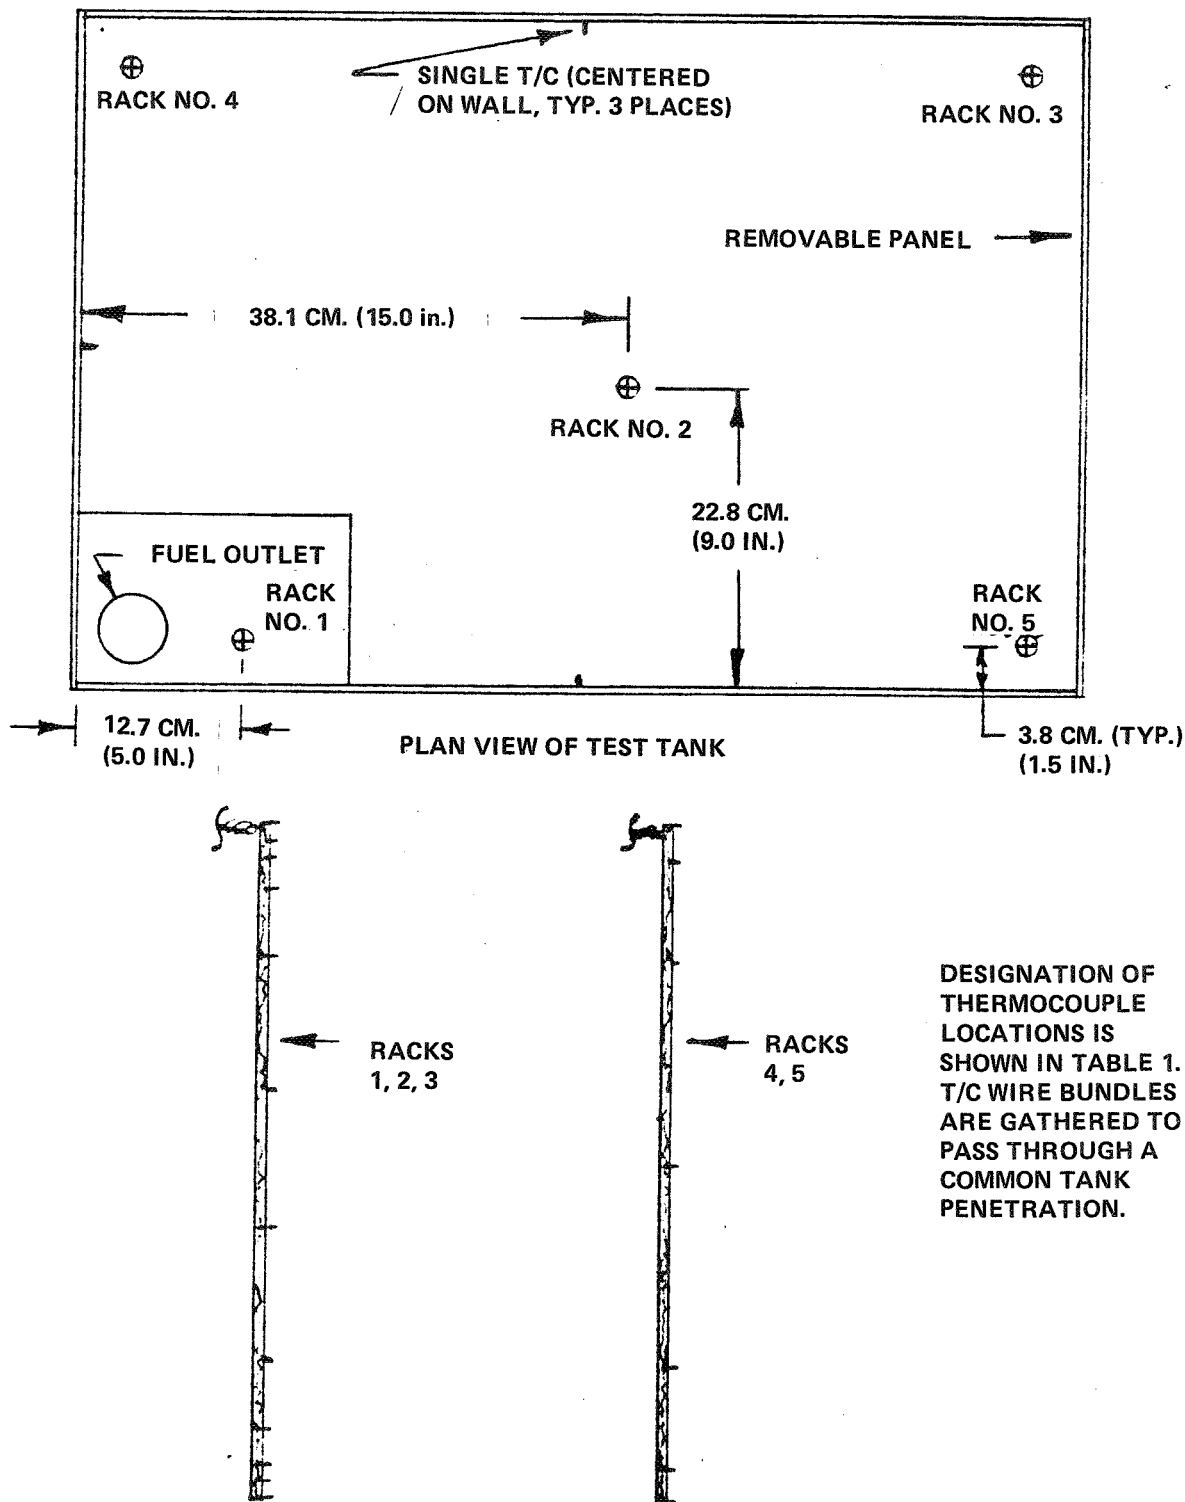 SINGLE T/C (CENTERED
ON WALL, TYP. 3 PLACES)
RACK NO. 4
RACK NO. 3
REMOVABLE PANEL
38.1 CM. (15.0 in.)
RACK NO. 2
22.8 CM.
(9.0 IN.)
FUEL OUTLET
RACK
NO. 1
RACK
NO. 5
12.7 CM.
(5.0 IN.)
PLAN VIEW OF TEST TANK
3.8 CM. (TYP.)
(1.5 IN.)
RACKS
1, 2, 3
RACKS
4, 5
DESIGNATION OF
THERMOCOUPLE
LOCATIONS IS
SHOWN IN TABLE 1.
T/C WIRE BUNDLES
ARE GATHERED TO
PASS THROUGH A
COMMON TANK
PENETRATION.